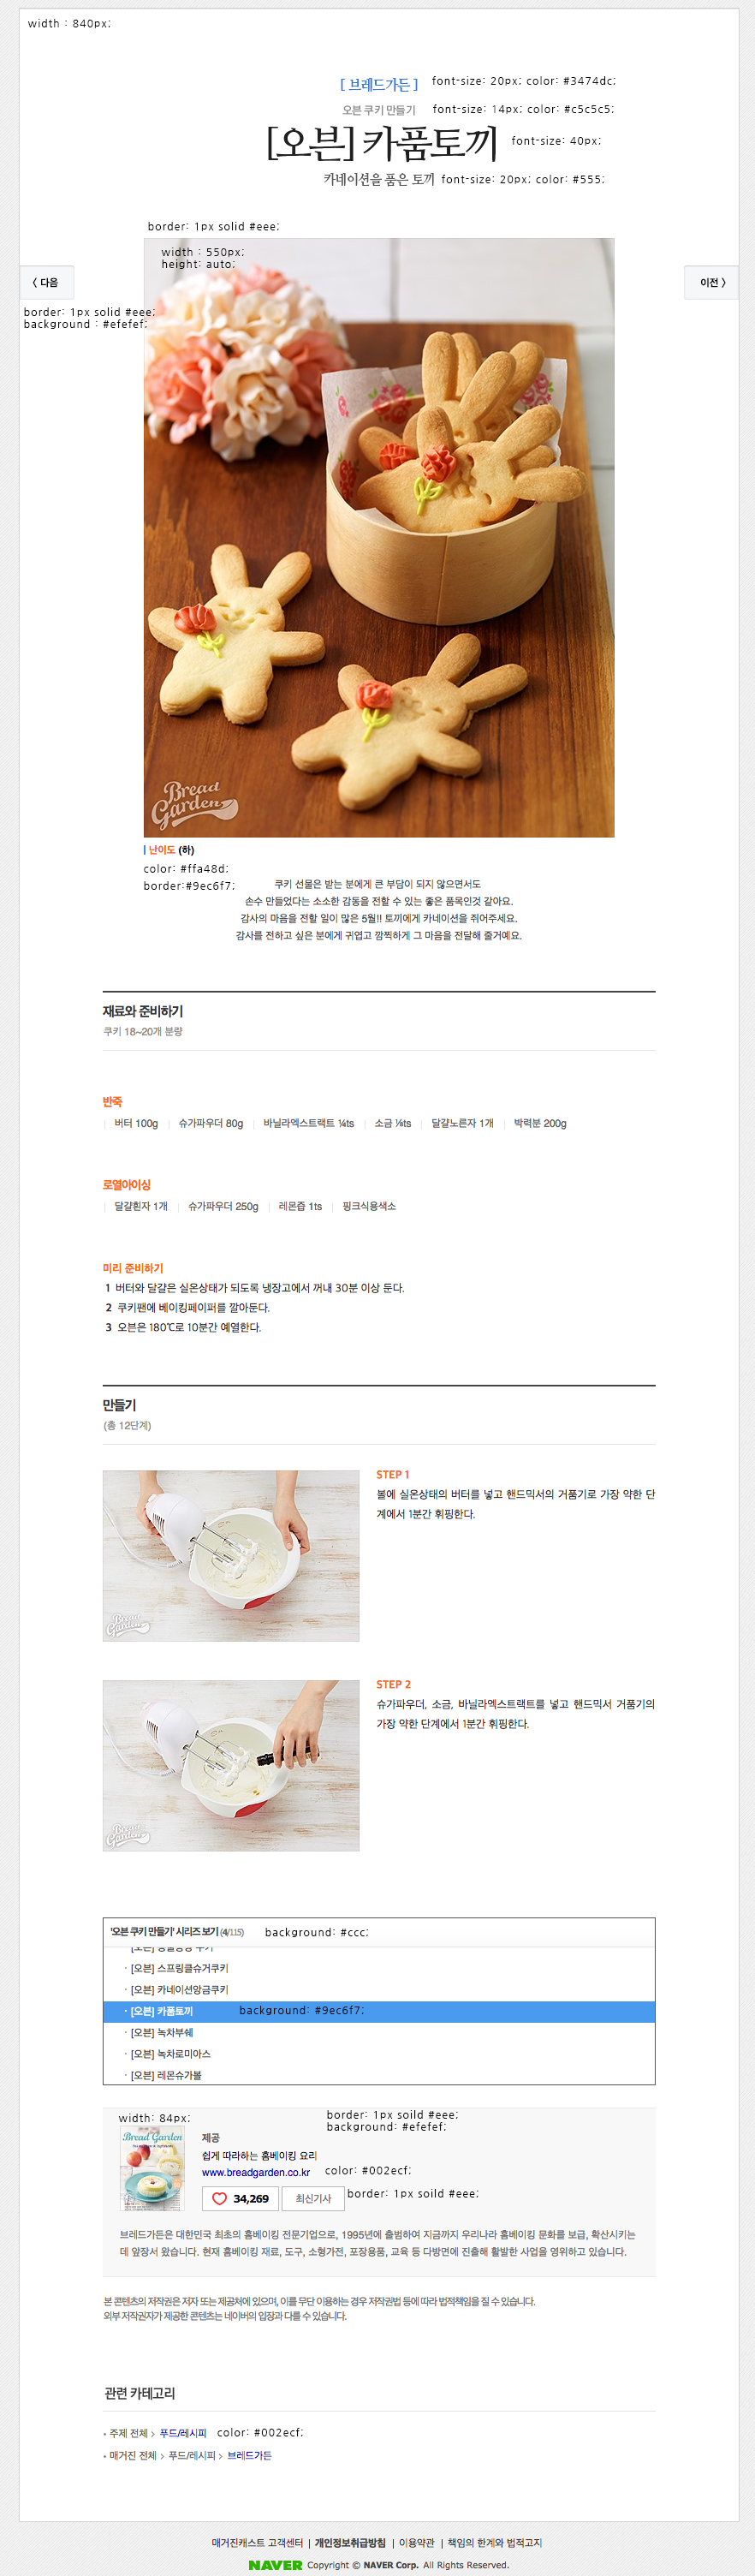 width : 840px;
[ 브레드가든 ] font-size: 20px; color: #3474dc;
오븐 쿠키 만들기 font-size: 14px; color: #c5c5c5;
[오븐] 카품토끼 font-size: 40px;
카네이션을 품은 토끼 font-size: 20px; color: #555;
border: 1px solid #eee;
width : 550px;
height: auto;
〈 다음
이전 〉
border: 1px solid #eee;
background : #efefef;
Bread
Garden
난이도 (하)
color: #ffa48d;
border:#9ec6f7;
쿠키 선물은 받는 분에게 큰 부담이 되지 않으면서도
손수 만들었다는 소소한 감동을 전할 수 있는 좋은 품목인것 같아요.
감사의 마음을 전할 일이 많은 5월!! 토끼에게 카네이션을 쥐어주세요.
감사를 전하고 싶은 분에게 귀엽고 깜찍하게 그 마음을 전달해 줄거예요.
재료와 준비하기
쿠키 18~20개 분량
반죽
버터 100g | 슈가파우더 80g | 바닐라엑스트랙트 ¼ts | 소금 ⅛ts | 달걀노른자 1개 | 박력분 200g
로열아이싱
달걀흰자 1개 | 슈가파우더 250g | 레몬즙 1ts | 핑크식용색소
미리 준비하기
1 버터와 달걀은 실온상태가 되도록 냉장고에서 꺼내 30분 이상 둔다.
2 쿠키팬에 베이킹페이퍼를 깔아둔다.
3 오븐은 180℃로 10분간 예열한다.
만들기
(총 12단계)
STEP 1
볼에 실온상태의 버터를 넣고 핸드믹서의 거품기로 가장 약한 단
계에서 1분간 휘핑한다.
Bread
Garden
STEP 2
슈가파우더, 소금, 바닐라엑스트랙트를 넣고 핸드믹서 거품기의
가장 약한 단계에서 1분간 휘핑한다.
Bread
Garden
'오븐 쿠키 만들기' 시리즈 보기 (4/115) background: #ccc;
· [오븐] 스프링클슈거쿠키
· [오븐] 카네이션앙금쿠키
· [오븐] 카품토끼 background: #9ec6f7;
· [오븐] 녹차부쉐
· [오븐] 녹차로미아스
· [오븐] 레몬슈가볼
width: 84px;
border: 1px soild #eee;
background: #efefef;
Bread Garden
제공
쉽게 따라하는 홈베이킹 요리
www.breadgarden.co.kr color: #002ecf;
34,269 최신기사 border: 1px soild #eee;
브레드가든은 대한민국 최초의 홈베이킹 전문기업으로, 1995년에 출범하여 지금까지 우리나라 홈베이킹 문화를 보급, 확산시키는
데 앞장서 왔습니다. 현재 홈베이킹 재료, 도구, 소형가전, 포장용품, 교육 등 다방면에 진출해 활발한 사업을 영위하고 있습니다.
본 콘텐츠의 저작권은 저자 또는 제공처에 있으며, 이를 무단 이용하는 경우 저작권법 등에 따라 법적책임을 질 수 있습니다.
외부 저작권자가 제공한 콘텐츠는 네이버의 입장과 다를 수 있습니다.
관련 카테고리
• 주제 전체 > 푸드/레시피 color: #002ecf;
• 매거진 전체 > 푸드/레시피 > 브레드가든
매거진캐스트 고객센터 | 개인정보취급방침 | 이용약관 | 책임의 한계와 법적고지
NAVER Copyright © NAVER Corp. All Rights Reserved.